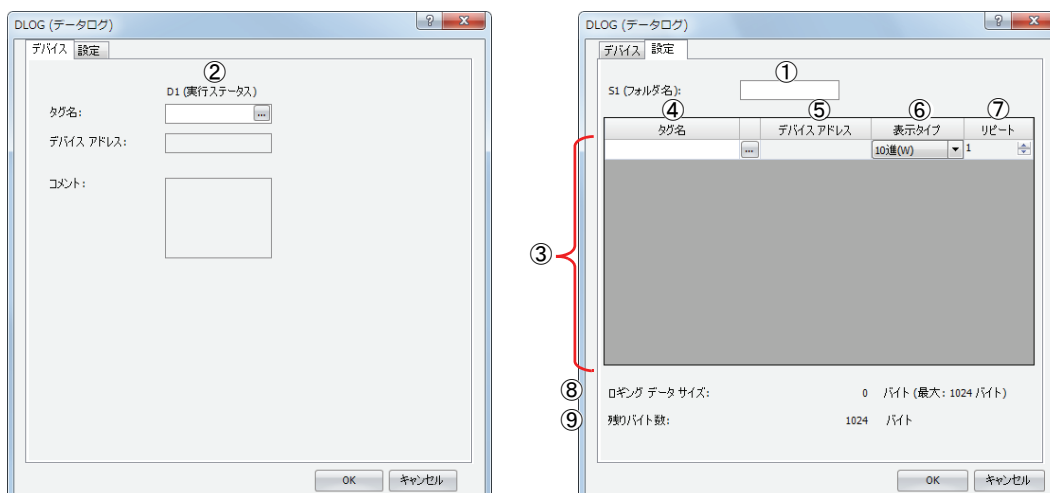 DLOG (データログ)
デバイス 設定
②
D1 (実行ステータス)
タグ名: ...
デバイス アドレス:
コメント:
OK キャンセル
DLOG (データログ)
デバイス 設定
①
S1 (フォルダ名):
④ ⑤ ⑥ ⑦
タグ名 デバイス アドレス 表示タイプ リピート
... 10進(W) 1
③
⑧ ロギング データ サイズ: 0 バイト (最大: 1024 バイト)
⑨ 残りバイト数: 1024 バイト
OK キャンセル